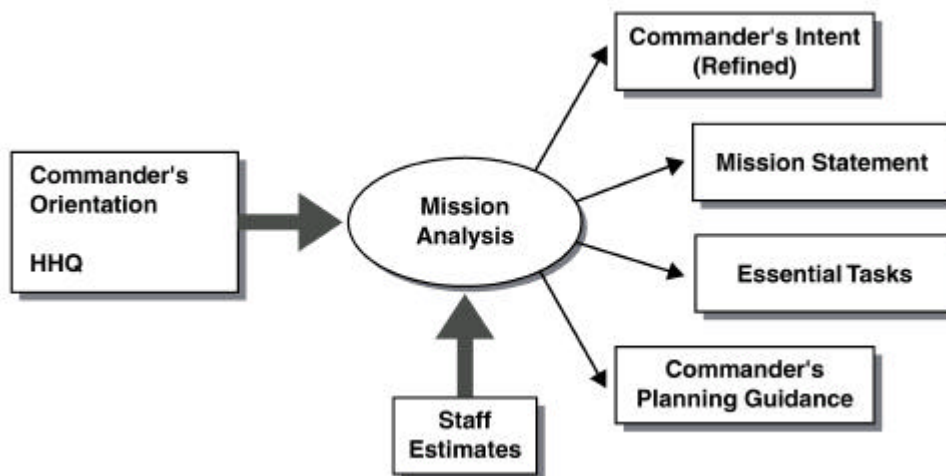 Commander's Intent
(Refined)
Mission Statement
Commander's
Orientation
HHQ
Mission
Analysis
Essential Tasks
Commander's
Planning Guidance
Staff
Estimates